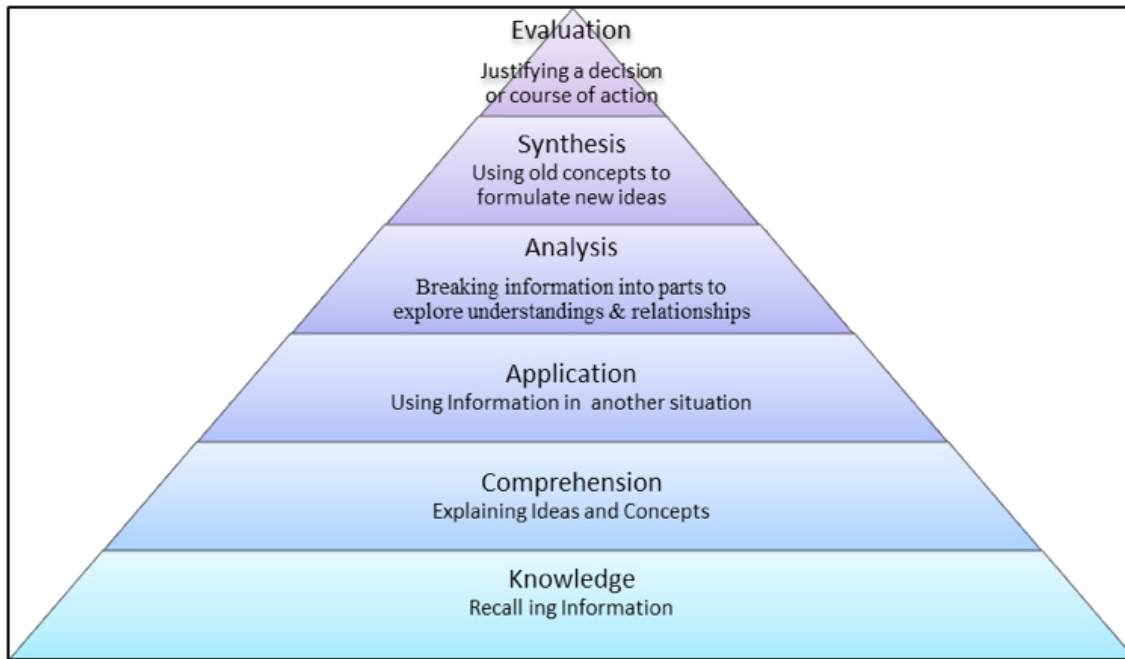 Evaluation
Justifying a decision
or course of action
Synthesis
Using old concepts to
formulate new ideas
Analysis
Breaking information into parts to
explore understandings & relationships
Application
Using Information in another situation
Comprehension
Explaining Ideas and Concepts
Knowledge
Recall ing Information